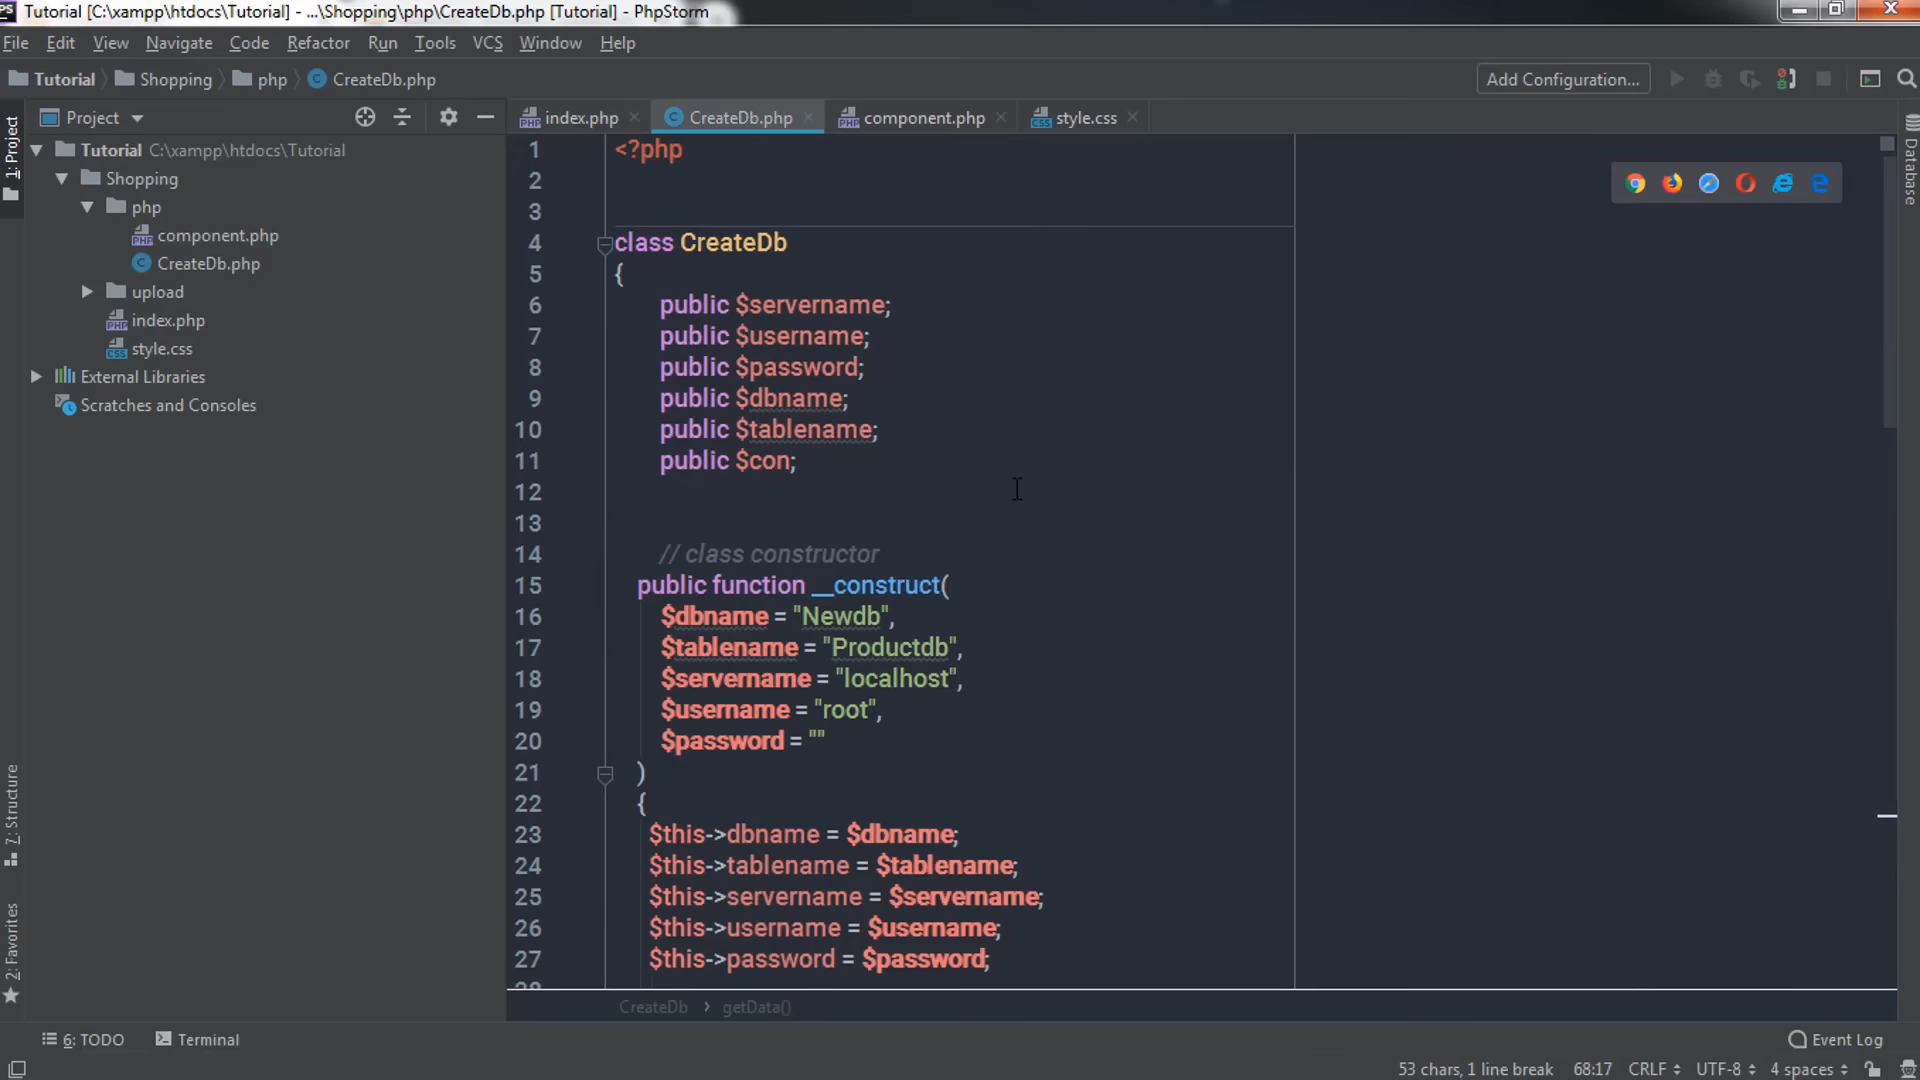 Tutorial [C:\xampp\htdocs\Tutorial] - ...\Shopping\php\CreateDb.php [Tutorial] - PhpStorm
File Edit View Navigate Code Refactor Run Tools VCS Window Help
Tutorial Shopping php CreateDb.php Add Configuration...
Project index.php CreateDb.php component.php style.css
1: Project
Tutorial C:\xampp\htdocs\Tutorial
Shopping
php
component.php
CreateDb.php
upload
index.php
style.css
External Libraries
Scratches and Consoles
7: Structure
2: Favorites
1 <?php
2
3
4 class CreateDb
5 {
6 public $servername;
7 public $username;
8 public $password;
9 public $dbname;
10 public $tablename;
11 public $con;
12
13
14 // class constructor
15 public function __construct(
16 $dbname = "Newdb",
17 $tablename = "Productdb",
18 $servername = "localhost",
19 $username = "root",
20 $password = ""
21 )
22 {
23 $this->dbname = $dbname;
24 $this->tablename = $tablename;
25 $this->servername = $servername;
26 $this->username = $username;
27 $this->password = $password;
28
Database
CreateDb › getData()
6: TODO Terminal Event Log
53 chars, 1 line break 68:17 CRLF UTF-8 4 spaces